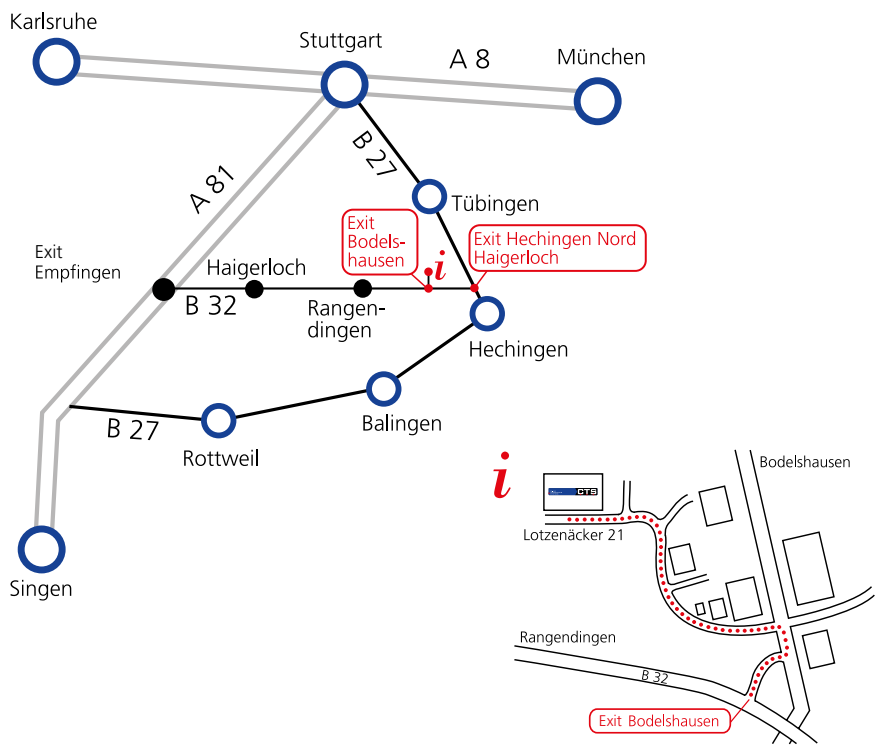 Karlsruhe
Stuttgart
A 8
München
B 27
A 81
Tübingen
Exit
Bodels-
hausen
Exit Hechingen Nord
Haigerloch
Exit
Empfingen
Haigerloch
i
B 32
Rangen-
dingen
Hechingen
Balingen
B 27
Rottweil
Singen
i
Bodelshausen
CTB
Lotzenäcker 21
Rangendingen
B 32
Exit Bodelshausen